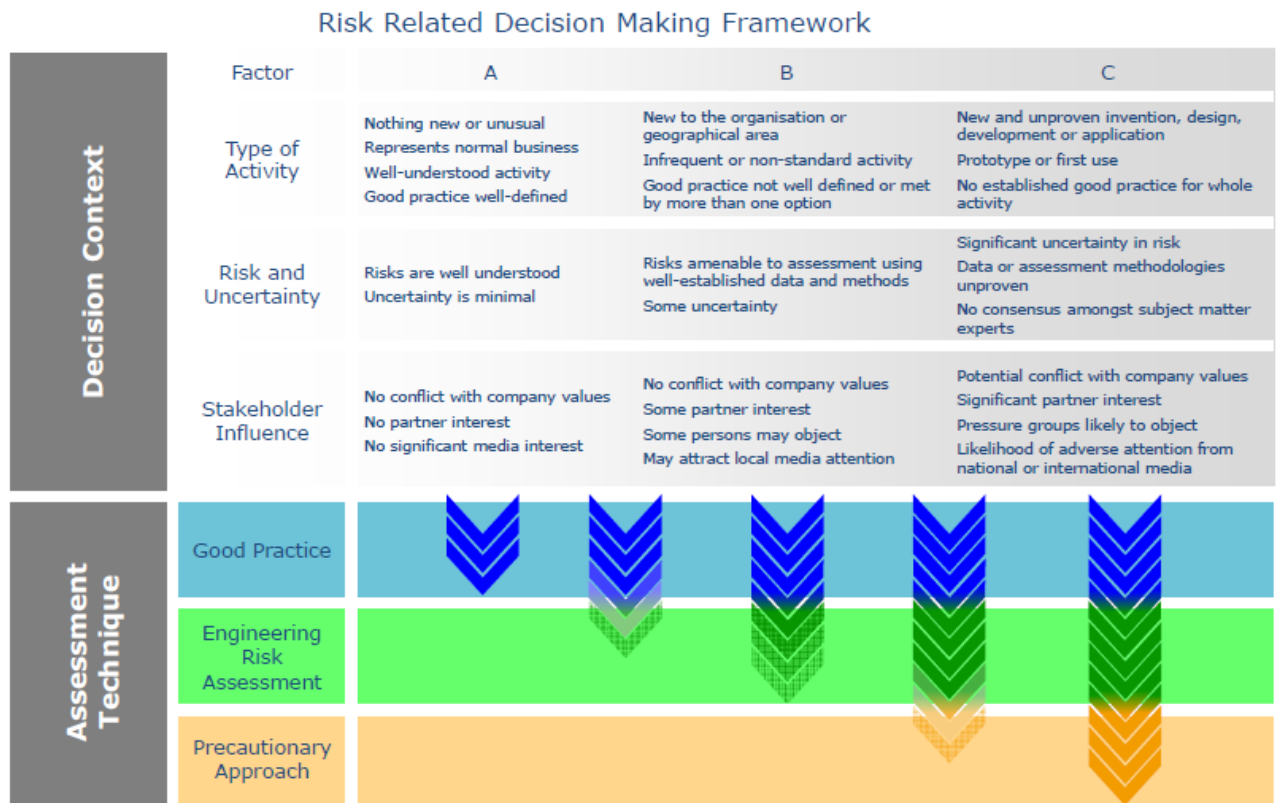 Risk Related Decision Making Framework
Decision Context
Factor
A
B
C
Type of
Activity
Nothing new or unusual
Represents normal business
Well-understood activity
Good practice well-defined
New to the organisation or
geographical area
Infrequent or non-standard activity
Good practice not well defined or met
by more than one option
New and unproven invention, design,
development or application
Prototype or first use
No established good practice for whole
activity
Risk and
Uncertainty
Risks are well understood
Uncertainty is minimal
Risks amenable to assessment using
well-established data and methods
Some uncertainty
Significant uncertainty in risk
Data or assessment methodologies
unproven
No consensus amongst subject matter
experts
Stakeholder
Influence
No conflict with company values
No partner interest
No significant media interest
No conflict with company values
Some partner interest
Some persons may object
May attract local media attention
Potential conflict with company values
Significant partner interest
Pressure groups likely to object
Likelihood of adverse attention from
national or international media
Assessment
Technique
Good Practice
Engineering
Risk
Assessment
Precautionary
Approach